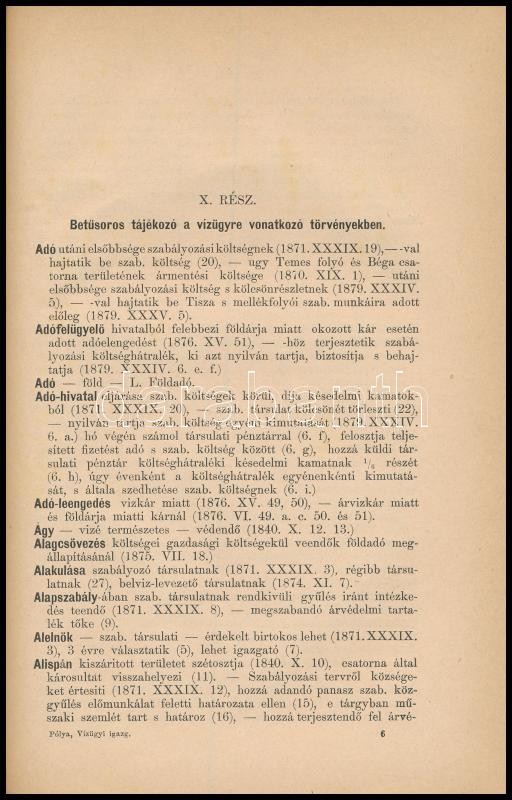 X. RÉSZ.
Betűsoros tájékozó a vízügyre vonatkozó törvényekben.
Adó utáni elsőbbsége szabályozási költségnek (1871. XXXIX. 19), — -val
hajtatik be szab. költség (20), — ugy Temes folyó és Béga csa-
torna területének ármentési költsége (1870. XIX. 1), — utáni
elsőbbsége szabályozási költség s kölcsönrészletnek (1879. XXXIV.
5), — -val hajtatik be Tisza s mellékfolyói szab. munkáira adott
előleg (1879. XXXV. 5).
Adófelügyelő hivatalból felebbezi földárja miatt okozott kár esetén
adott adóelengedést (1876. XV. 51), — -höz terjesztetik szabá-
lyozási költséghátralék, ki azt nyilván tartja, biztosítja s behaj-
tatja (1879. XXXIV. 6. e. f.)
Adó — föld — L. Földadó.
Adó-hivatal eljárása szab. költségek körül, díja késedelmi kamatok-
ból (1871. XXXIX. 20), — szab. társulat kölcsönét törleszti (22),
— nyilván tartja szab. költség egyéni kimutatását (1879. XXXIV.
6. a.) hó végén számol társulati pénztárral (6. f), felosztja telje-
sített fizetést adó s szab. költség között (6. g), hozzá küldi tár-
sulati pénztár költséghátraléki késedelmi kamatnak 1/6 részét
(6. h), úgy évenként a költséghátralék egyénenkénti kimutatá-
sát, s általa szedhetése szab. költségnek (6. i.)
Adó-leengedés vizkár miatt (1876. XV. 49, 50), — árvizkár miatt
és földárja miatti kárnál (1876. VI. 49. a. c. 50. és 51).
Ágy — vizé természetes — védendő (1840. X. 12. 13.)
Alagcsövezés költségei gazdasági költségekül veendők földadó meg-
állapításánál (1875. VII. 18.)
Alakulása szabályozó társulatnak (1871. XXXIX. 3), régibb társu-
latnak (27), belviz-levezető társulatnak (1874. XI. 7).
Alapszabály-ában szab. társulatnak rendkivüli gyűlés iránt intézke-
dés teendő (1871. XXXIX. 8), — megszabandó árvédelmi tarta-
lék tőke (9).
Alelnök — szab. társulati — érdekelt birtokos lehet (1871. XXXIX.
3), 3 évre választatik (5), lehet igazgató (7).
Alispán kiszárított területet szétosztja (1840. X. 10), esatorna által
károsultat visszahelyezi (11). — Szabályozási tervről községe-
ket értesiti (1871. XXXIX. 12), hozzá adandó panasz szab. köz-
gyűlés előmunkálat feletti határozata ellen (15), e tárgyban mű-
szaki szemlét tart s határoz (16), — hozzá terjesztendő fel árvé-
Pólya, Vízügyi igazg. 6
darabanth